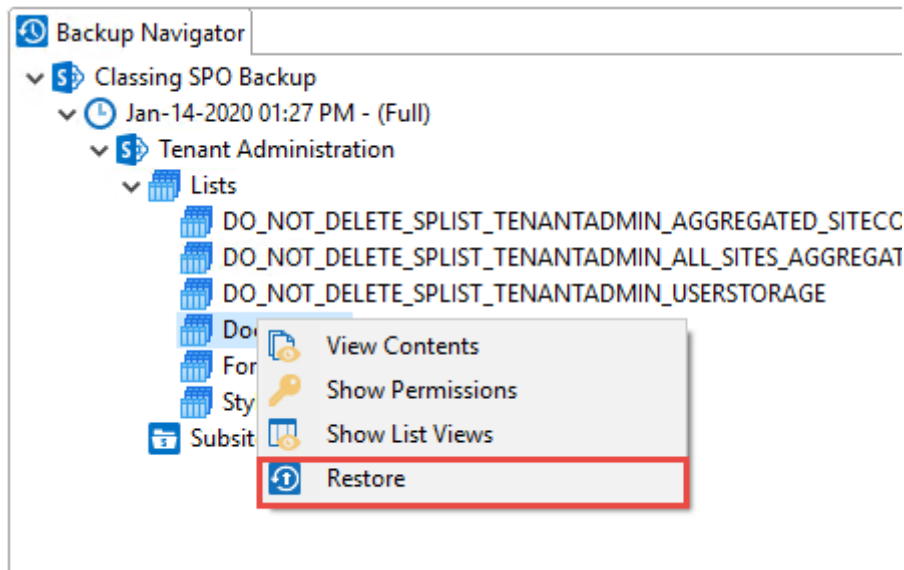 Backup Navigator
Classing SPO Backup
Jan-14-2020 01:27 PM - (Full)
Tenant Administration
Lists
DO_NOT_DELETE_SPLIST_TENANTADMIN_AGGREGATED_SITECO
DO_NOT_DELETE_SPLIST_TENANTADMIN_ALL_SITES_AGGREGAT
DO_NOT_DELETE_SPLIST_TENANTADMIN_USERSTORAGE
View Contents
Show Permissions
Show List Views
Restore